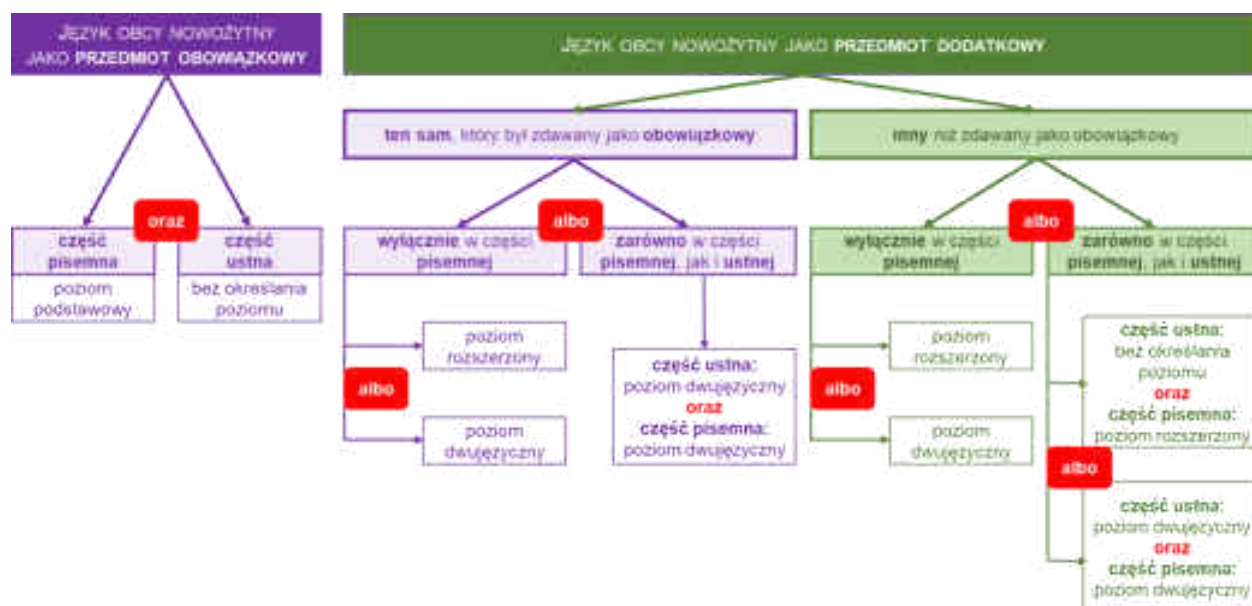 JĘZYK OBCY NOWOŻYTNY
JAKO PRZEDMIOT OBOWIĄZKOWY
oraz
część
pisemna
poziom
podstawowy
część
ustna
bez określania
poziomu
JĘZYK OBCY NOWOŻYTNY JAKO PRZEDMIOT DODATKOWY
ten sam, który był zdawany jako obowiązkowy
albo
wyłącznie w części
pisemnej
poziom
rozszerzony
albo
poziom
dwujęzyczny
zarówno w części
pisemnej, jak i ustnej
część ustna:
poziom dwujęzyczny
oraz
część pisemna:
poziom dwujęzyczny
inny niż zdawany jako obowiązkowy
albo
wyłącznie w części
pisemnej
poziom
rozszerzony
albo
poziom
dwujęzyczny
zarówno w części
pisemnej, jak i ustnej
część ustna:
bez określania
poziomu
oraz
część pisemna:
poziom rozszerzony
albo
część ustna:
poziom dwujęzyczny
oraz
część pisemna:
poziom dwujęzyczny